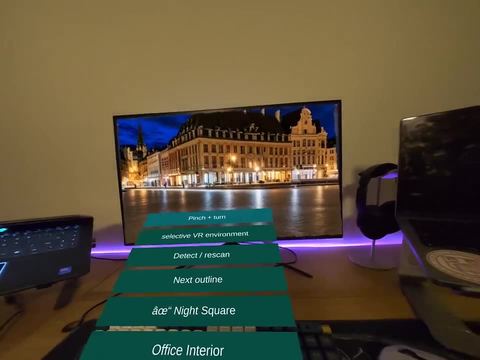 Pinch + turn
selective VR environment
Detect / rescan
Next outline
âœ“ Night Square
Office Interior